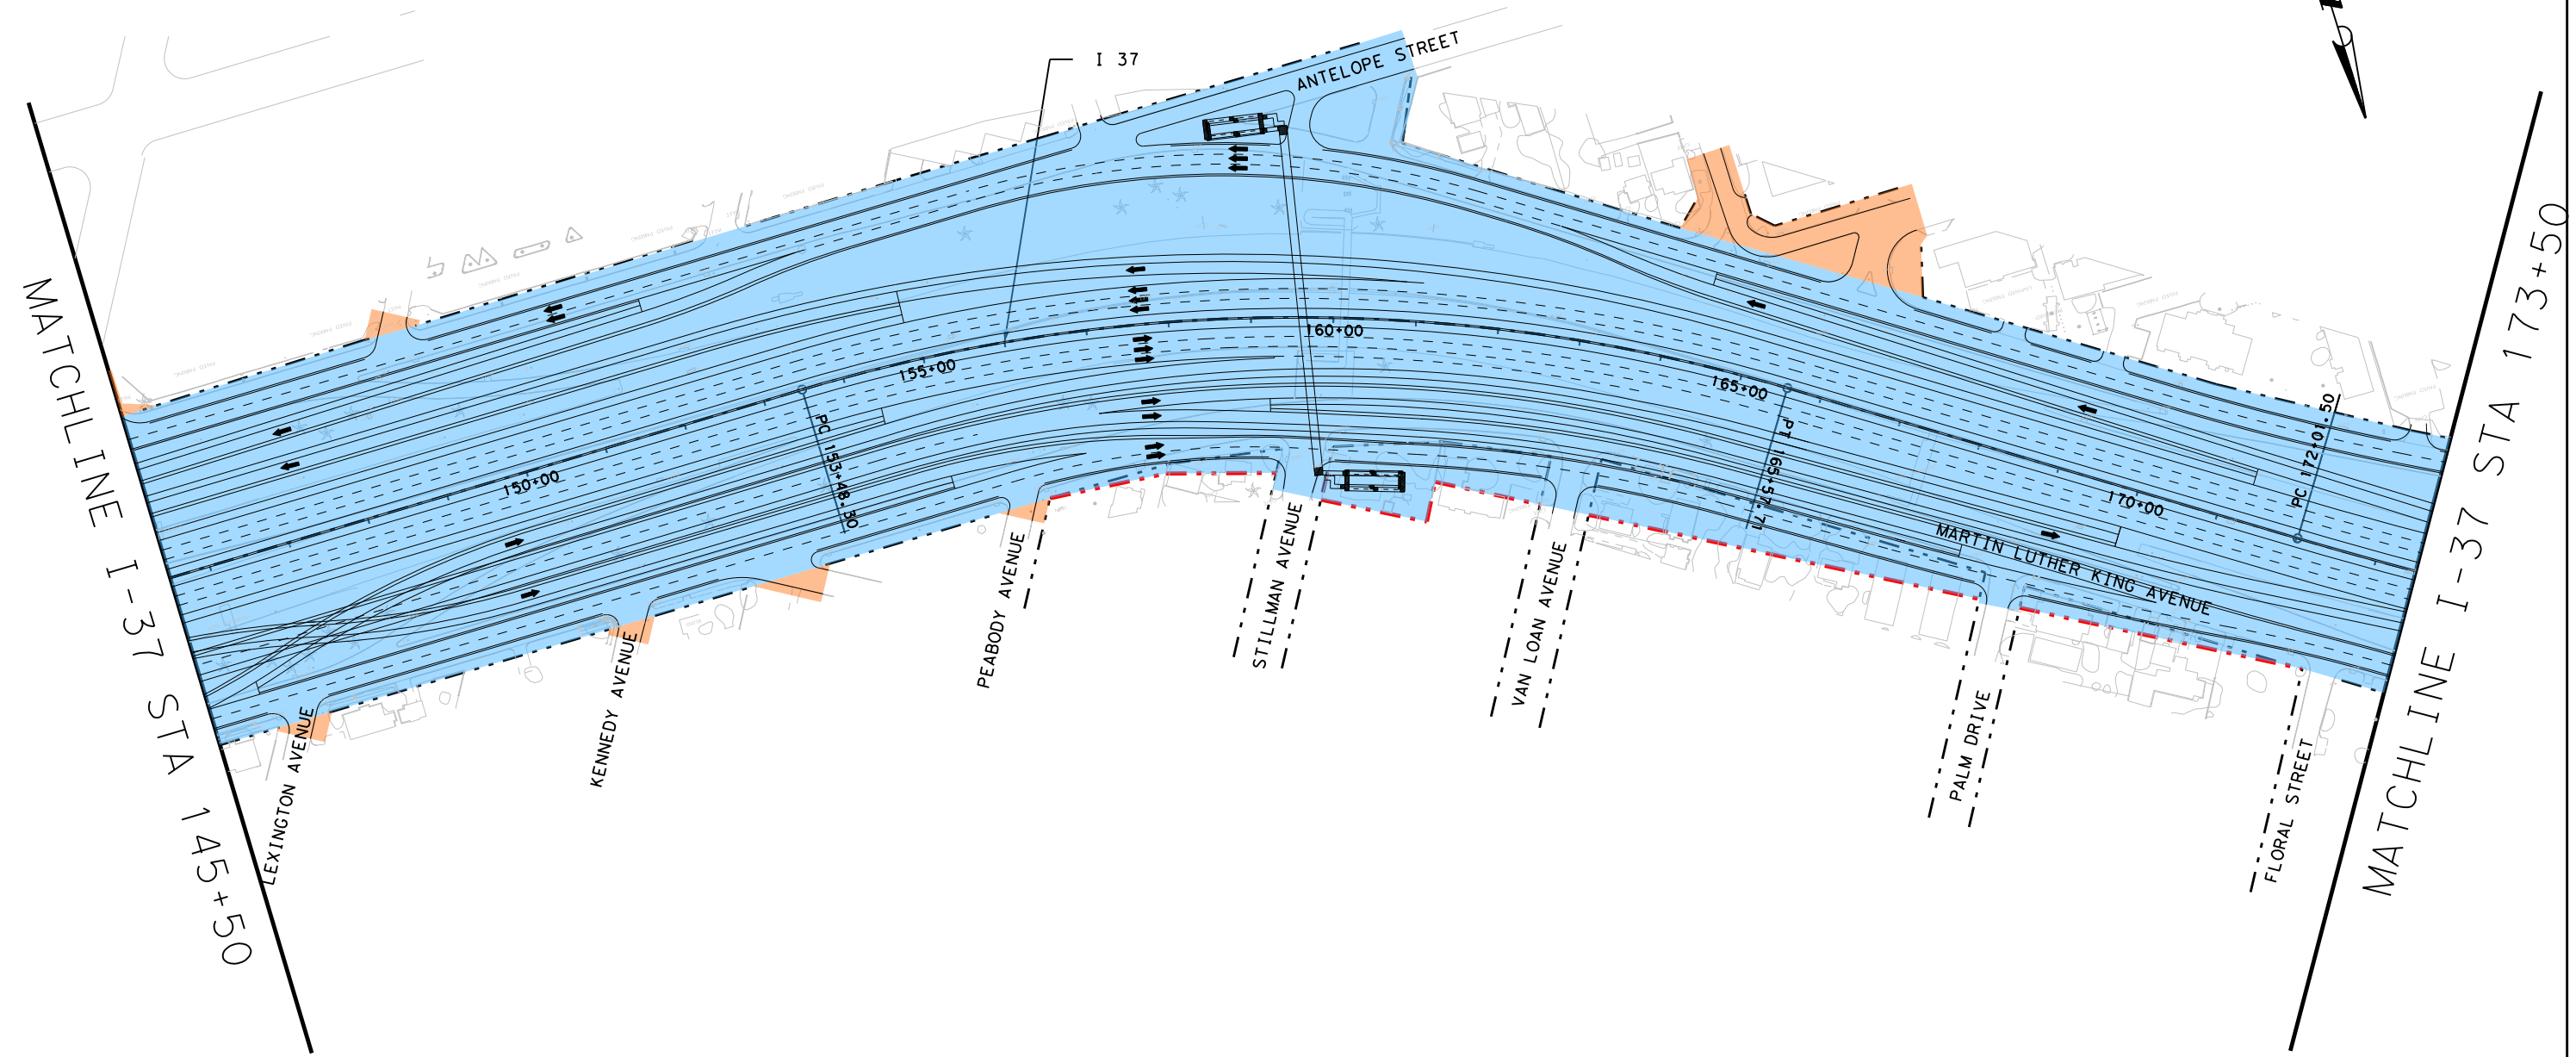 I 37
ANTELOPE STREET
MATCHLINE I-37 STA 145+50
MATCHLINE I-37 STA 173+50
150+00
155+00
160+00
165+00
170+00
PC 153+48.30
PT 165+57.71
PC 172+01.50
MARTIN LUTHER KING AVENUE
LEXINGTON AVENUE
KENNEDY AVENUE
PEABODY AVENUE
STILLMAN AVENUE
VAN LOAN AVENUE
PALM DRIVE
FLORAL STREET